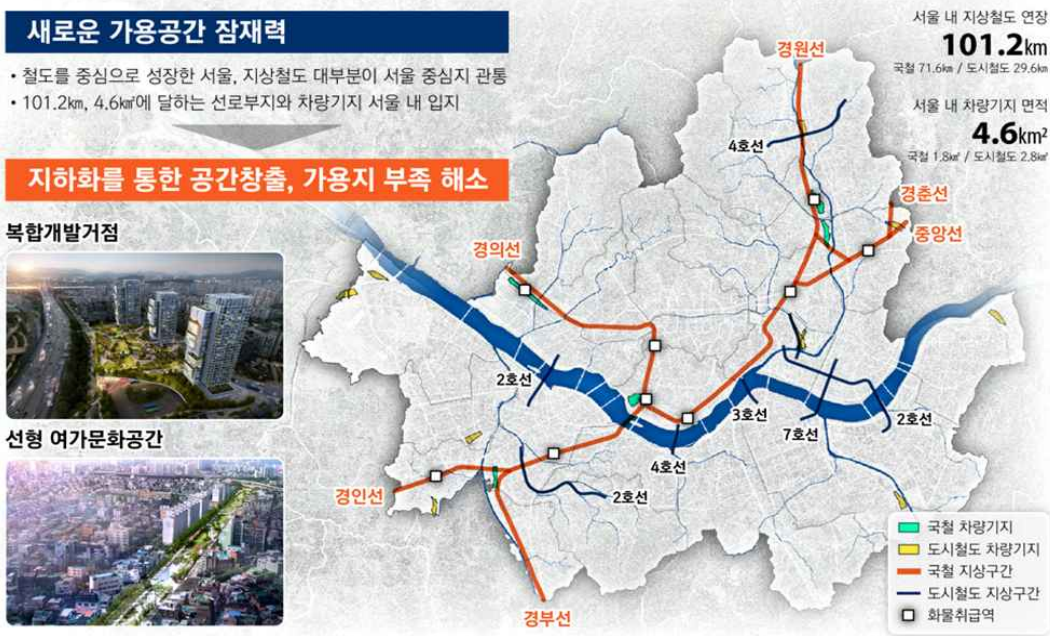 새로운 가용공간 잠재력
• 철도를 중심으로 성장한 서울, 지상철도 대부분이 서울 중심지 관통
• 101.2km, 4.6㎢에 달하는 선로부지와 차량기지 서울 내 입지
지하화를 통한 공간창출, 가용지 부족 해소
복합개발거점
선형 여가문화공간
서울 내 지상철도 연장
101.2km
국철 71.6km / 도시철도 29.6km
서울 내 차량기지 면적
4.6km²
국철 1.8㎢ / 도시철도 2.8㎢
경원선
4호선
경춘선
중앙선
경의선
2호선
3호선
7호선
2호선
4호선
2호선
경인선
경부선
국철 차량기지
도시철도 차량기지
국철 지상구간
도시철도 지상구간
화물취급역